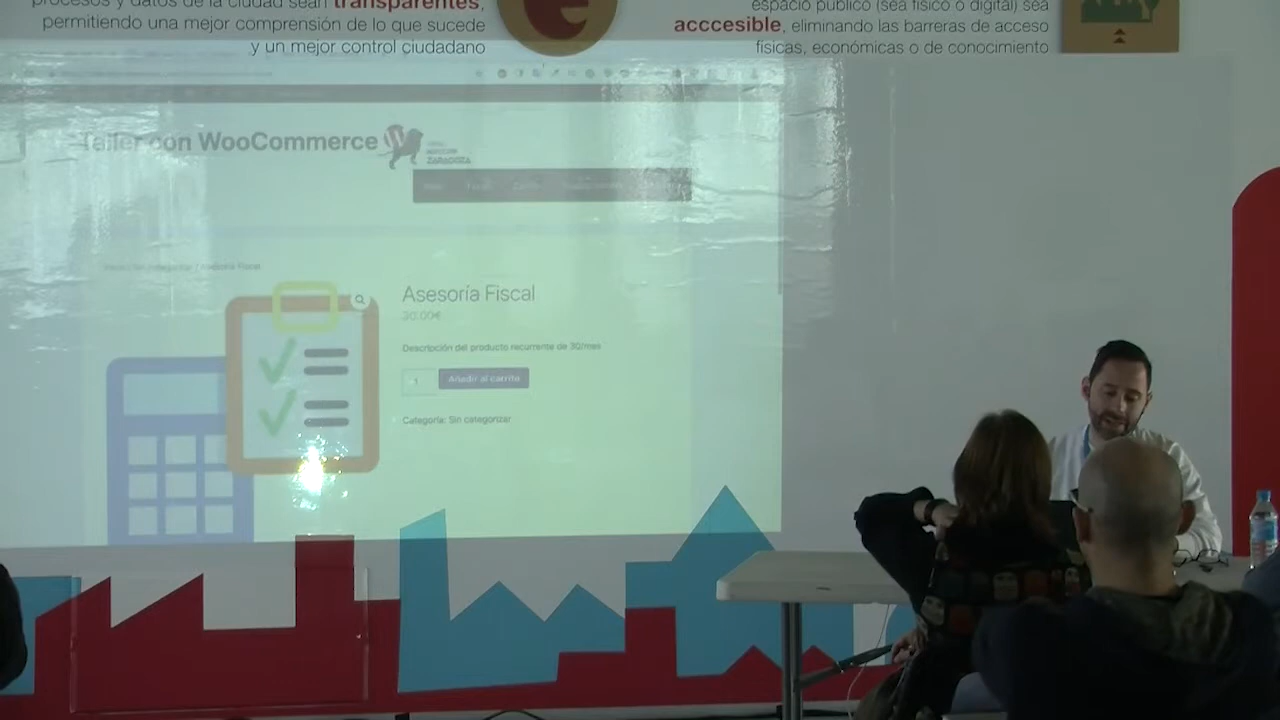 procesos y datos de la ciudad sean transparentes,
permitiendo una mejor comprensión de lo que sucede
y un mejor control ciudadano
espacio público (sea físico o digital) sea
acccesible, eliminando las barreras de acceso
físicas, económicas o de conocimiento
Taller con WooCommerce
ZARAGOZA
Asesoría Fiscal
30.00€
Descripción del producto recurrente de 30/mes
1
Añadir al carrito
Categoría: Sin categorizar